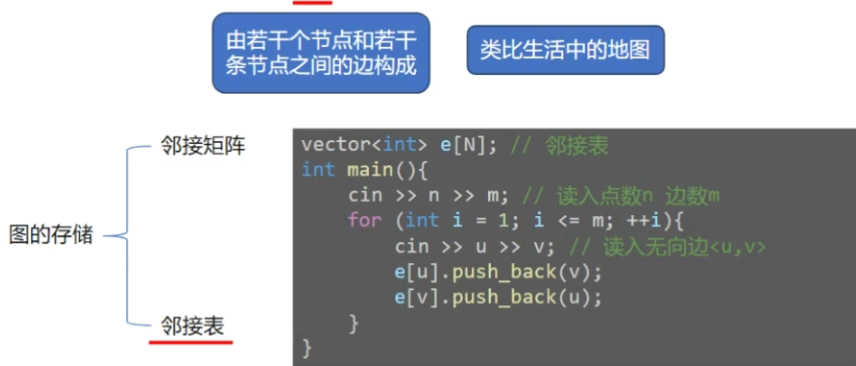 由若干个节点和若干
条节点之间的边构成
类比生活中的地图
邻接矩阵
图的存储
邻接表
vector<int> e[N]; // 邻接表
int main(){
    cin >> n >> m; // 读入点数n 边数m
    for (int i = 1; i <= m; ++i){
        cin >> u >> v; // 读入无向边<u,v>
        e[u].push_back(v);
        e[v].push_back(u);
    }
}